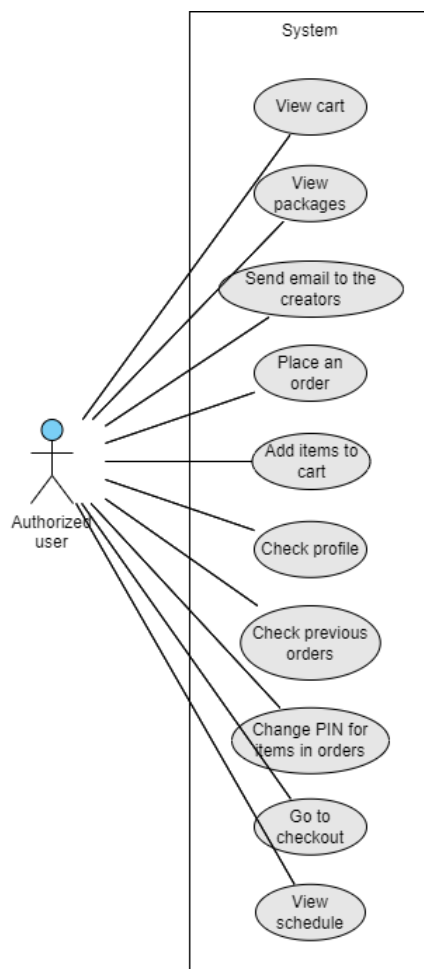 System
View cart
View
packages
Send email to the
creators
Place an
order
Add items to
cart
Authorized
user
Check profile
Check previous
orders
Change PIN for
items in orders
Go to
checkout
View
schedule